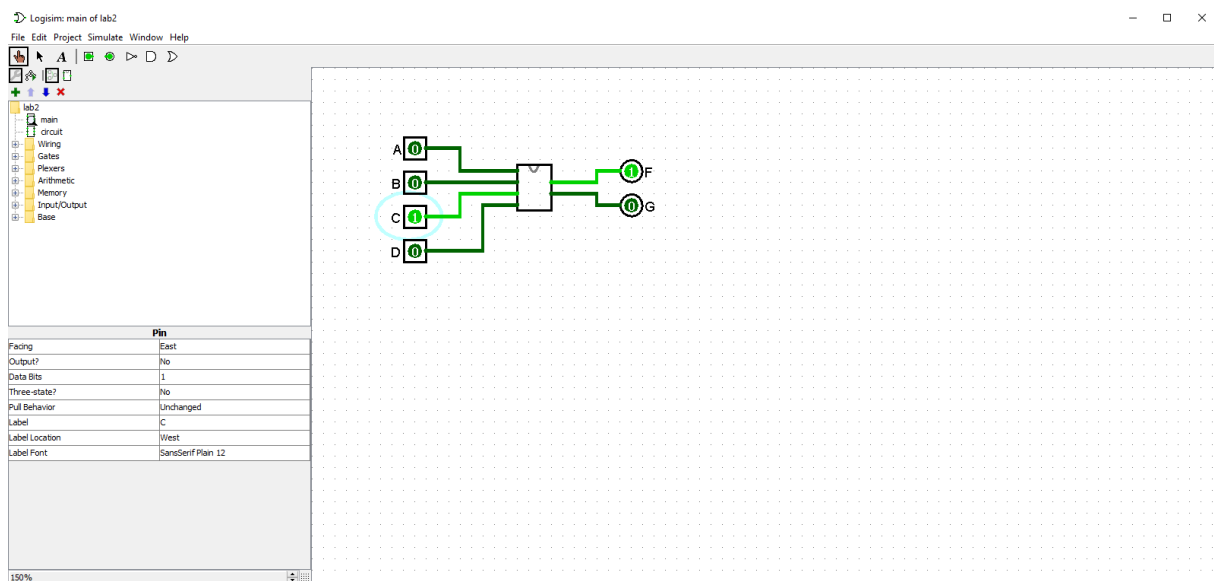 Logisim: main of lab2
File Edit Project Simulate Window Help
A
lab2
main
circuit
Wiring
Gates
Plexers
Arithmetic
Memory
Input/Output
Base
Pin
Facing East
Output? No
Data Bits 1
Three-state? No
Pull Behavior Unchanged
Label C
Label Location West
Label Font SansSerif Plain 12
150%
A 0
B 0
C 1
D 0
1 F
0 G